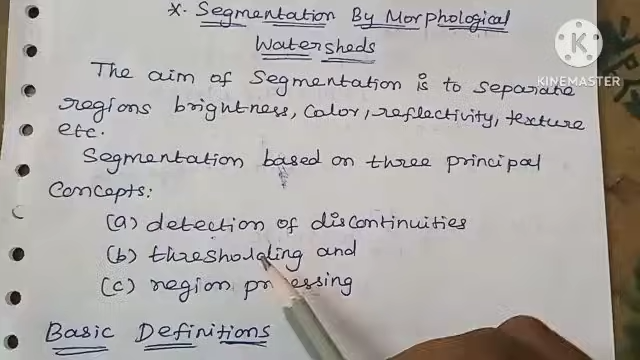 x. Segmentation By Morphological
Watersheds
K
KINEMASTER
The aim of Segmentation is to separate
regions brightness, Color, reflectivity, texture
etc.
Segmentation based on three principal
Concepts:
(a) detection of discontinuities
(b) thresholding and
(c) region processing
Basic Definitions